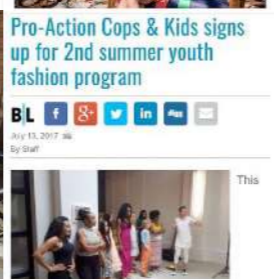 Pro-Action Cops & Kids signs
up for 2nd summer youth
fashion program
BL f g+ in
July 13, 2017
By Staff
This